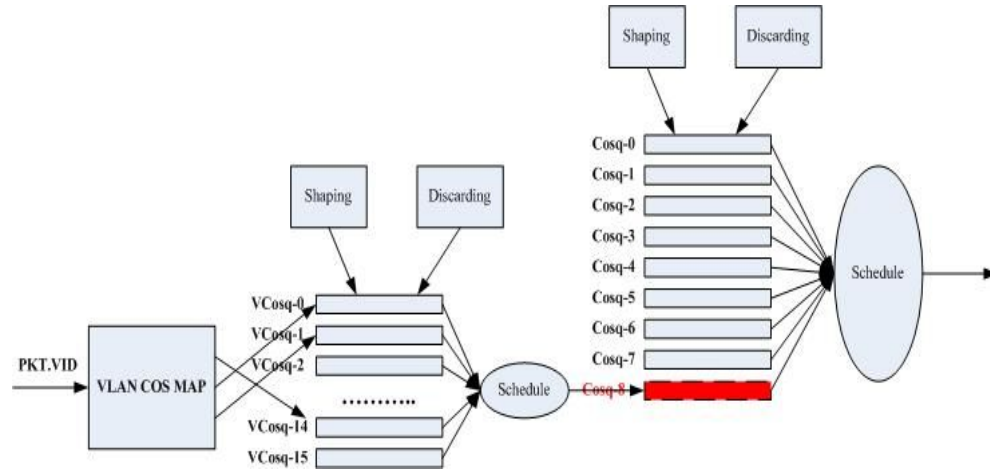 Shaping
Discarding
Cosq-0
Cosq-1
Cosq-2
Cosq-3
Cosq-4
Cosq-5
Cosq-6
Cosq-7
Cosq-8
Schedule
Shaping
Discarding
VCosq-0
VCosq-1
VCosq-2
...........
VCosq-14
VCosq-15
PKT.VID
VLAN COS MAP
Schedule